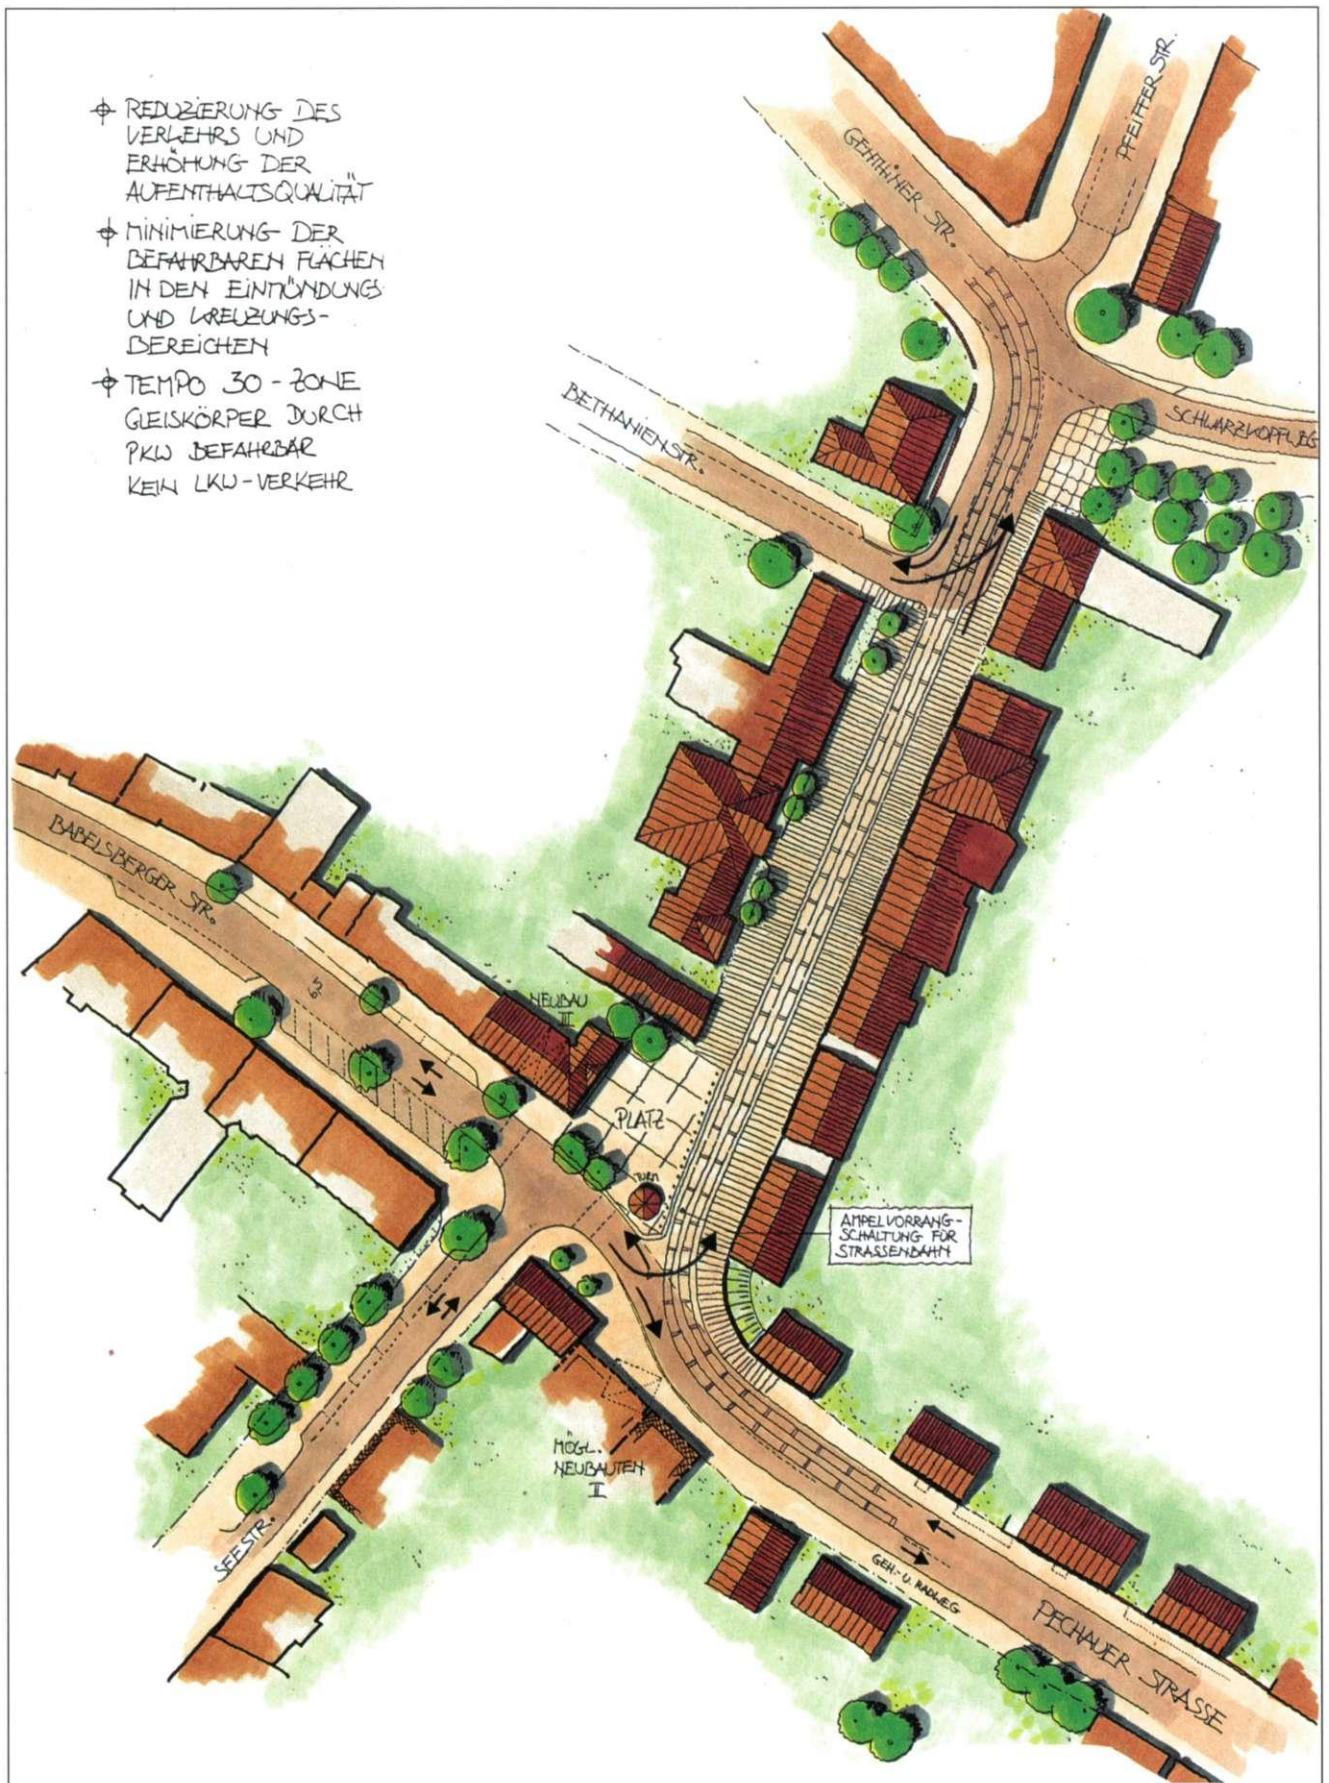 REDUZIERUNG DES
VERKEHRS UND
ERHÖHUNG DER
AUFENTHALTSQUALITÄT
MINIMIERUNG DER
BEFAHRBAREN FLÄCHEN
IN DEN EINMÜNDUNGS
UND KREUZUNGS-
BEREICHEN
TEMPO 30 - ZONE
GLEISKÖRPER DURCH
PKW BEFAHRBAR
KEIN LKW-VERKEHR
GENTHINER STR.
PFEIFFER STR.
BETHANIENSTR.
SCHWARZKOPFWEG
BABELSBERGER STR.
NEUBAU
III
PLATZ
TURM
AMPELVORRANG-
SCHALTUNG FÜR
STRASSENBAHN
MÖGL.
NEUBAUTEN
II
SEESTR.
GEH- U. RADWEG
PECHAUER STRASSE